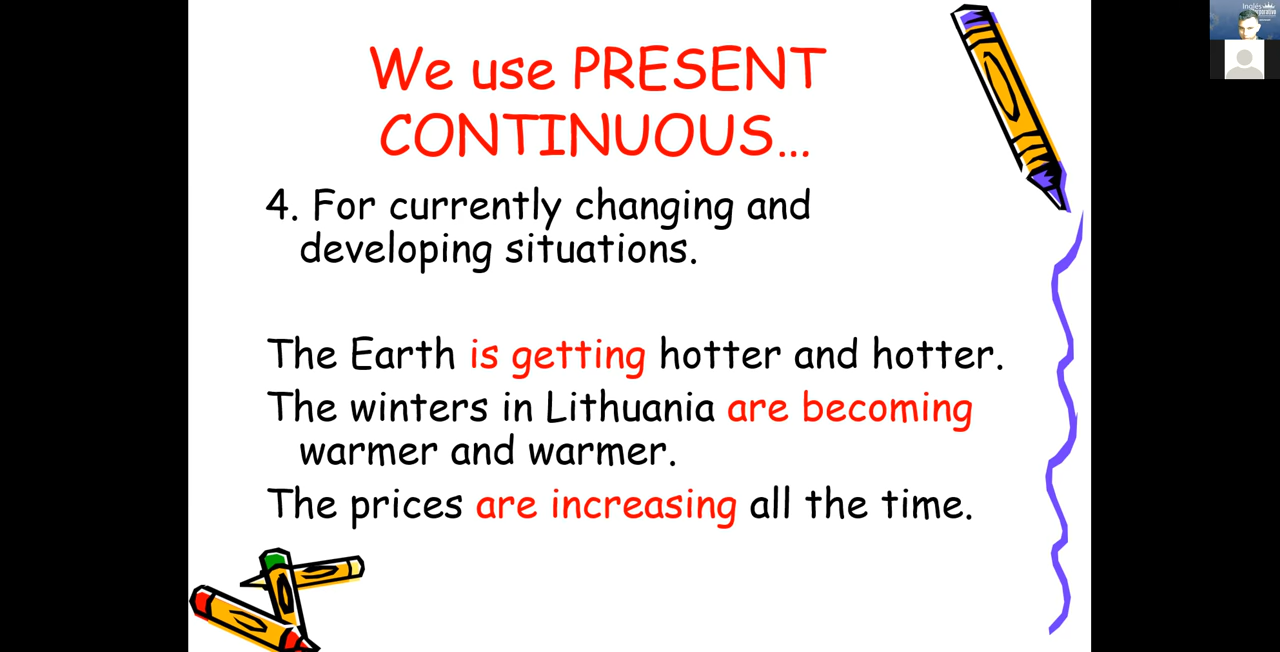 We use PRESENT
CONTINUOUS...
4. For currently changing and
developing situations.
The Earth is getting hotter and hotter.
The winters in Lithuania are becoming
warmer and warmer.
The prices are increasing all the time.
Inglés